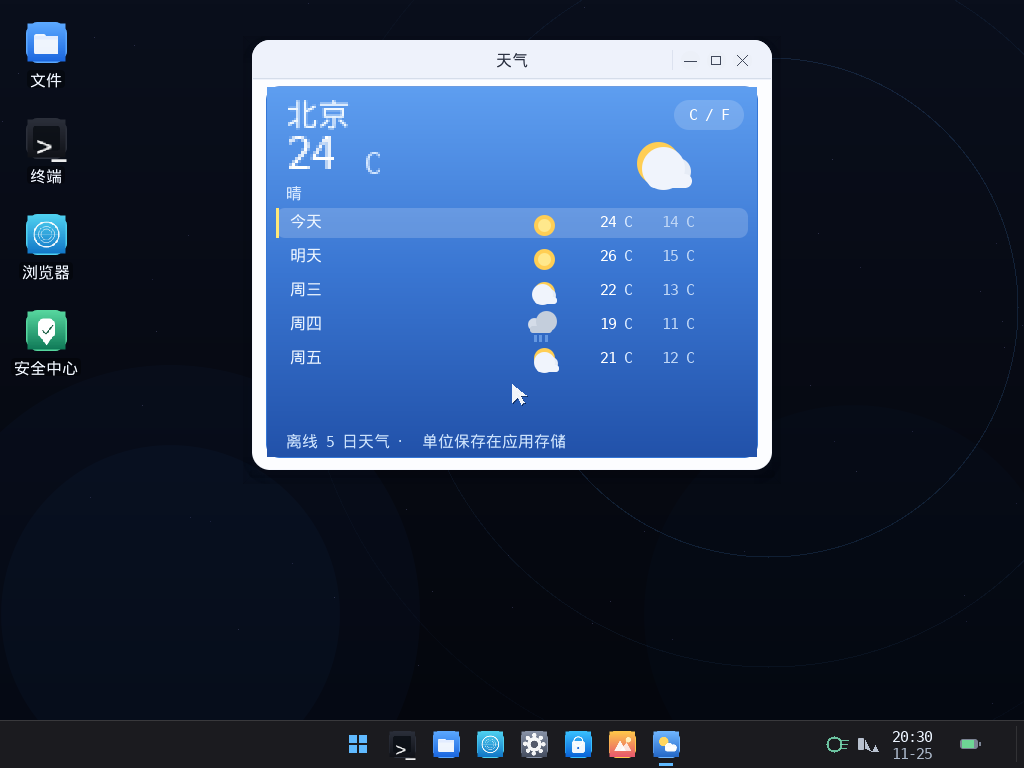 文件
终端
浏览器
安全中心
天气
北京
C / F
24 C
晴
今天 24 C 14 C
明天 26 C 15 C
周三 22 C 13 C
周四 19 C 11 C
周五 21 C 12 C
离线 5 日天气 · 单位保存在应用存储
20:30
11-25